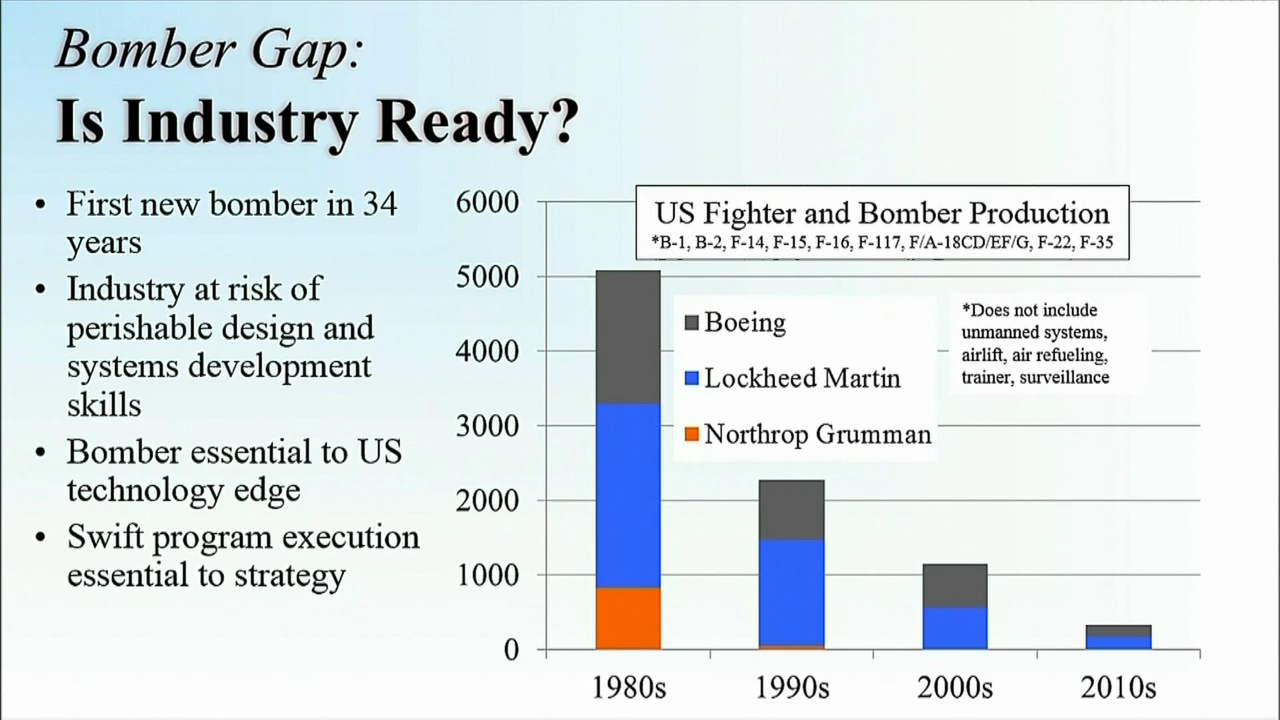 Bomber Gap:
Is Industry Ready?
• First new bomber in 34
years
• Industry at risk of
perishable design and
systems development
skills
• Bomber essential to US
technology edge
• Swift program execution
essential to strategy
US Fighter and Bomber Production
*B-1, B-2, F-14, F-15, F-16, F-117, F/A-18CD/EF/G, F-22, F-35
6000
5000
4000
3000
2000
1000
0
Boeing
Lockheed Martin
Northrop Grumman
*Does not include
unmanned systems,
airlift, air refueling,
trainer, surveillance
1980s
1990s
2000s
2010s